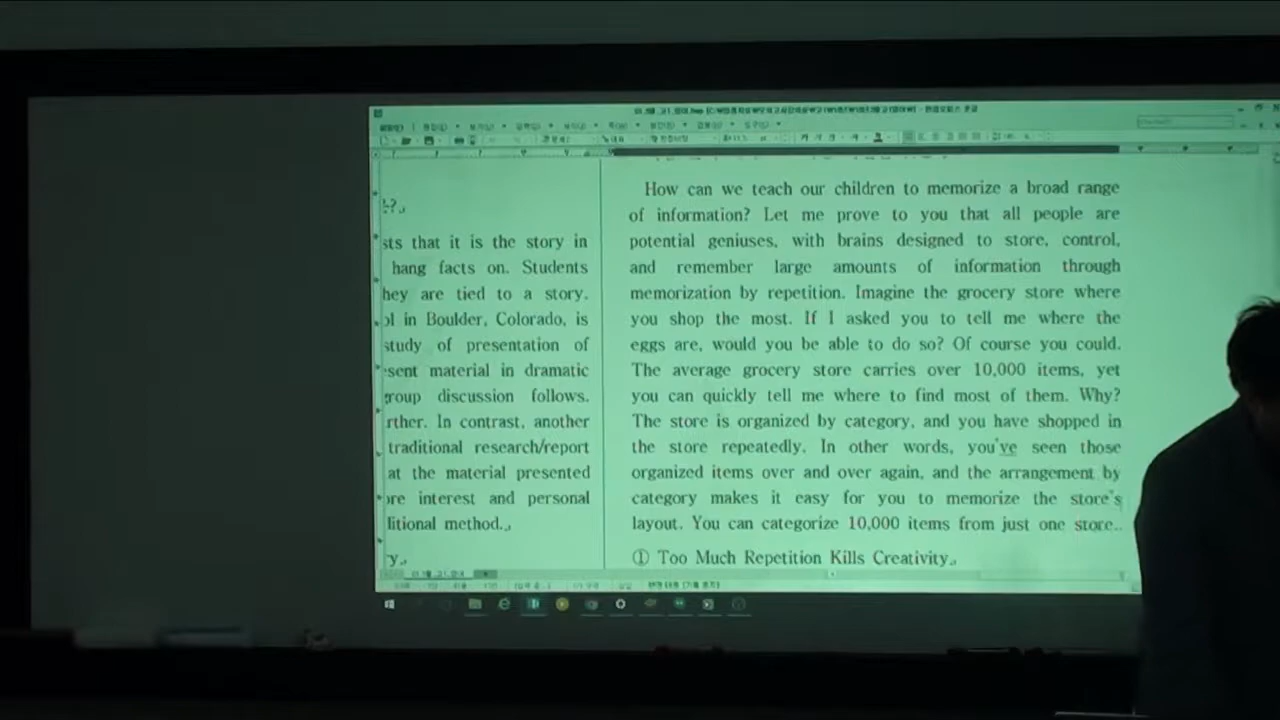 sts that it is the story in
hang facts on. Students
hey are tied to a story.
ol in Boulder, Colorado, is
study of presentation of
sent material in dramatic
group discussion follows.
rther. In contrast, another
traditional research/report
at the material presented
ore interest and personal
litional method.
y.
How can we teach our children to memorize a broad range
of information? Let me prove to you that all people are
potential geniuses, with brains designed to store, control,
and remember large amounts of information through
memorization by repetition. Imagine the grocery store where
you shop the most. If I asked you to tell me where the
eggs are, would you be able to do so? Of course you could.
The average grocery store carries over 10,000 items, yet
you can quickly tell me where to find most of them. Why?
The store is organized by category, and you have shopped in
the store repeatedly. In other words, you've seen those
organized items over and over again, and the arrangement by
category makes it easy for you to memorize the store's
layout. You can categorize 10,000 items from just one store.
① Too Much Repetition Kills Creativity